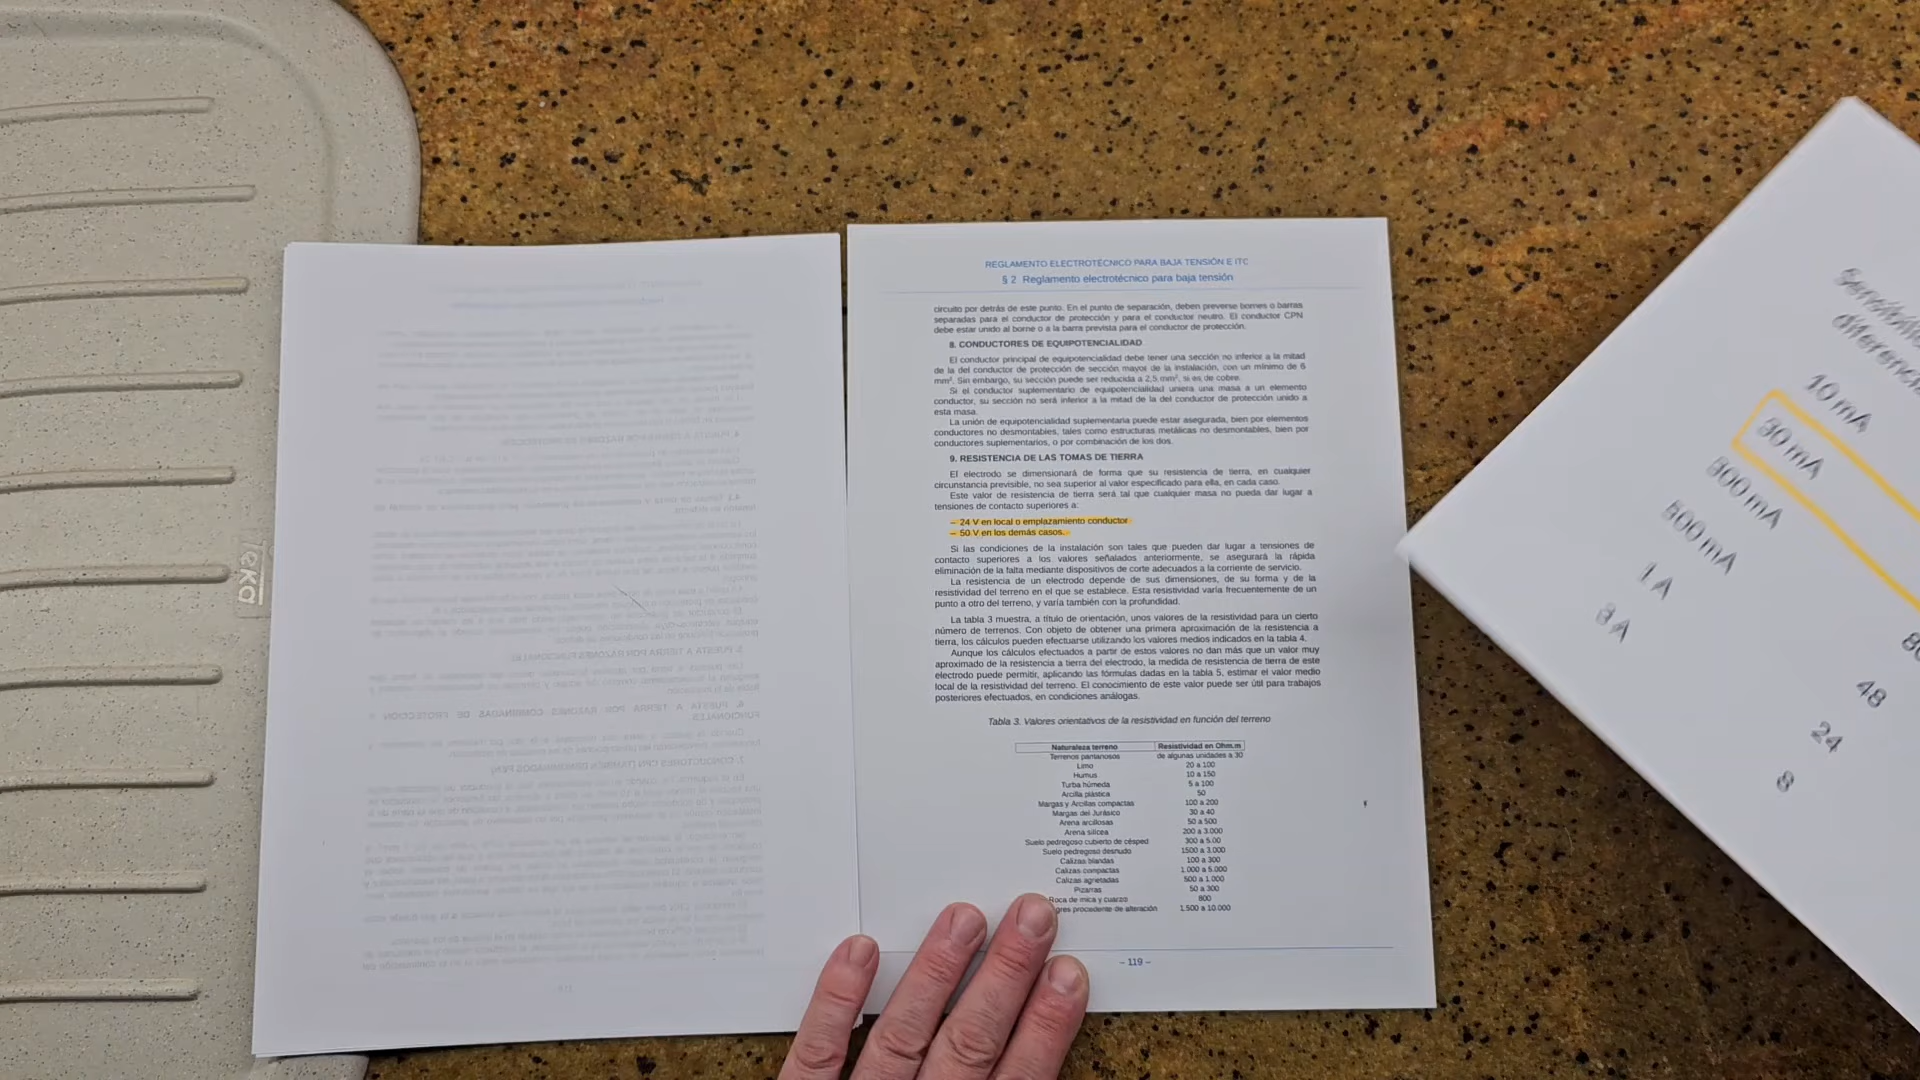 REGLAMENTO ELECTROTÉCNICO PARA BAJA TENSIÓN E ITC
§ 2 Reglamento electrotécnico para baja tensión
circuito por detrás de este punto. En el punto de separación, deben preverse bornes o barras
separadas para el conductor de protección y para el conductor neutro. El conductor CPN
debe estar unido al borne o a la barra prevista para el conductor de protección.
8. CONDUCTORES DE EQUIPOTENCIALIDAD
El conductor principal de equipotencialidad debe tener una sección no inferior a la mitad
de la del conductor de protección de sección mayor de la instalación, con un mínimo de 6
mm². Sin embargo, su sección puede ser reducida a 2,5 mm², si es de cobre.
Si el conductor suplementario de equipotencialidad uniera una masa a un elemento
conductor, su sección no será inferior a la mitad de la del conductor de protección unido a
esta masa.
La unión de equipotencialidad suplementaria puede estar asegurada, bien por elementos
conductores no desmontables, tales como estructuras metálicas no desmontables, bien por
conductores suplementarios, o por combinación de los dos.
9. RESISTENCIA DE LAS TOMAS DE TIERRA
El electrodo se dimensionará de forma que su resistencia de tierra, en cualquier
circunstancia previsible, no sea superior al valor especificado para ella, en cada caso.
Este valor de resistencia de tierra será tal que cualquier masa no pueda dar lugar a
tensiones de contacto superiores a:
– 24 V en local o emplazamiento conductor
– 50 V en los demás casos.
Si las condiciones de la instalación son tales que pueden dar lugar a tensiones de
contacto superiores a los valores señalados anteriormente, se asegurará la rápida
eliminación de la falta mediante dispositivos de corte adecuados a la corriente de servicio.
La resistencia de un electrodo depende de sus dimensiones, de su forma y de la
resistividad del terreno en el que se establece. Esta resistividad varía frecuentemente de un
punto a otro del terreno, y varía también con la profundidad.
La tabla 3 muestra, a título de orientación, unos valores de la resistividad para un cierto
número de terrenos. Con objeto de obtener una primera aproximación de la resistencia a
tierra, los cálculos pueden efectuarse utilizando los valores medios indicados en la tabla 4.
Aunque los cálculos efectuados a partir de estos valores no dan más que un valor muy
aproximado de la resistencia a tierra del electrodo, la medida de resistencia de tierra de este
electrodo puede permitir, aplicando las fórmulas dadas en la tabla 5, estimar el valor medio
local de la resistividad del terreno. El conocimiento de este valor puede ser útil para trabajos
posteriores efectuados, en condiciones análogas.
Tabla 3. Valores orientativos de la resistividad en función del terreno
Naturaleza terreno Resistividad en Ohm.m
Terrenos pantanosos de algunas unidades a 30
Limo 20 a 100
Humus 10 a 150
Turba húmeda 5 a 100
Arcilla plástica 50
Margas y Arcillas compactas 100 a 200
Margas del Jurásico 30 a 40
Arena arcillosas 50 a 500
Arena silícea 200 a 3.000
Suelo pedregoso cubierto de césped 300 a 5.00
Suelo pedregoso desnudo 1500 a 3.000
Calizas blandas 100 a 300
Calizas compactas 1.000 a 5.000
Calizas agrietadas 500 a 1.000
Pizarras 50 a 300
Roca de mica y cuarzo 800
gres procedente de alteración 1.500 a 10.000
– 119 –
10 mA
30 mA
300 mA
500 mA
1 A
3 A
48
24
8
teka